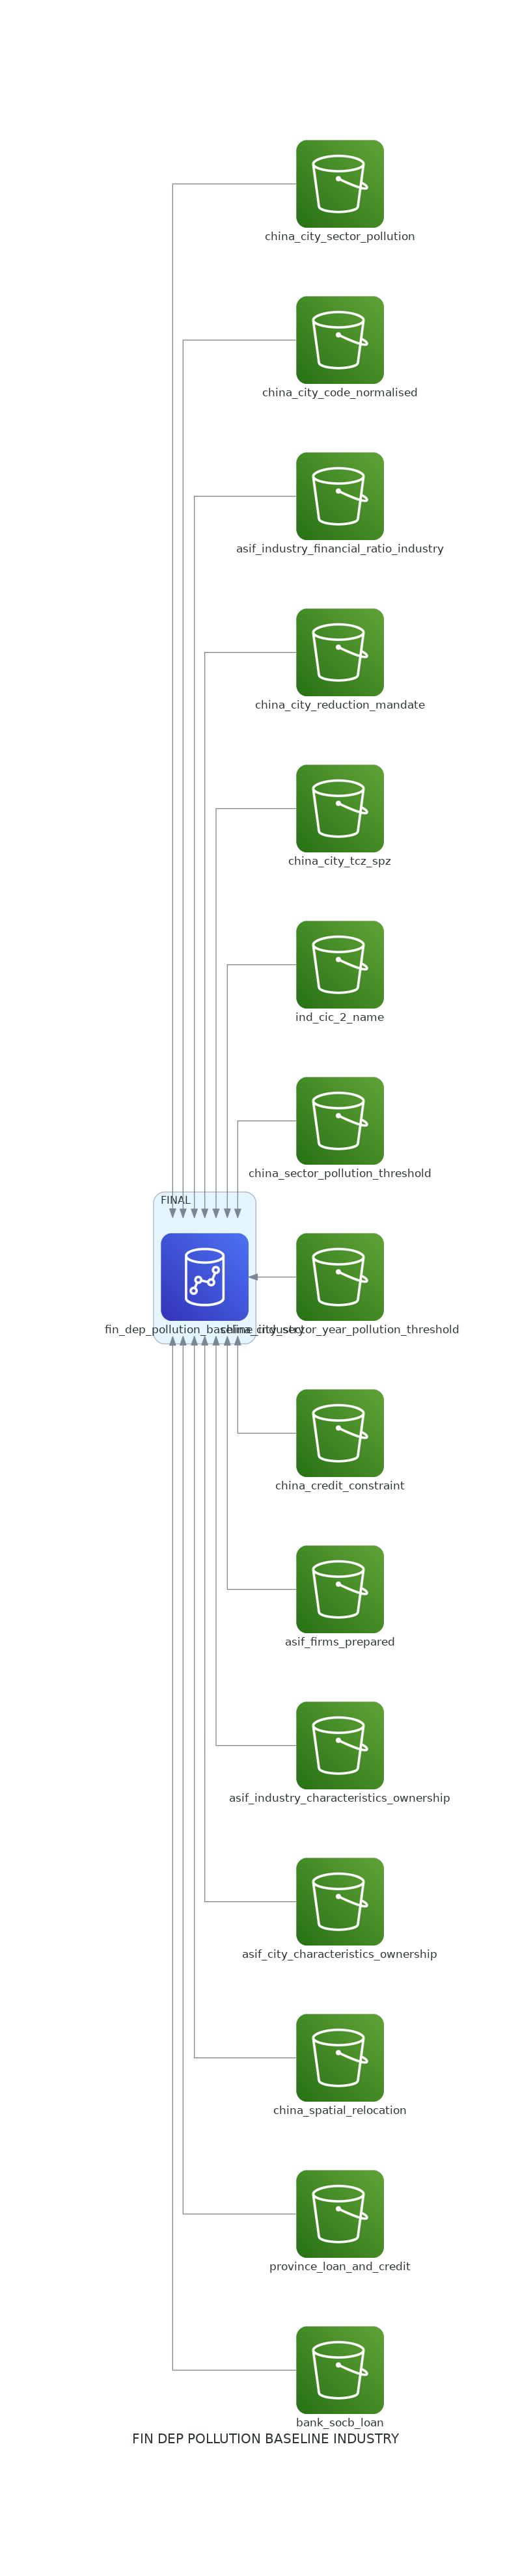 china_city_sector_pollution
china_city_code_normalised
asif_industry_financial_ratio_industry
china_city_reduction_mandate
china_city_tcz_spz
ind_cic_2_name
china_sector_pollution_threshold
FINAL
fin_dep_pollution_baseline_industry
china_city_sector_year_pollution_threshold
china_credit_constraint
asif_firms_prepared
asif_industry_characteristics_ownership
asif_city_characteristics_ownership
china_spatial_relocation
province_loan_and_credit
bank_socb_loan
FIN DEP POLLUTION BASELINE INDUSTRY